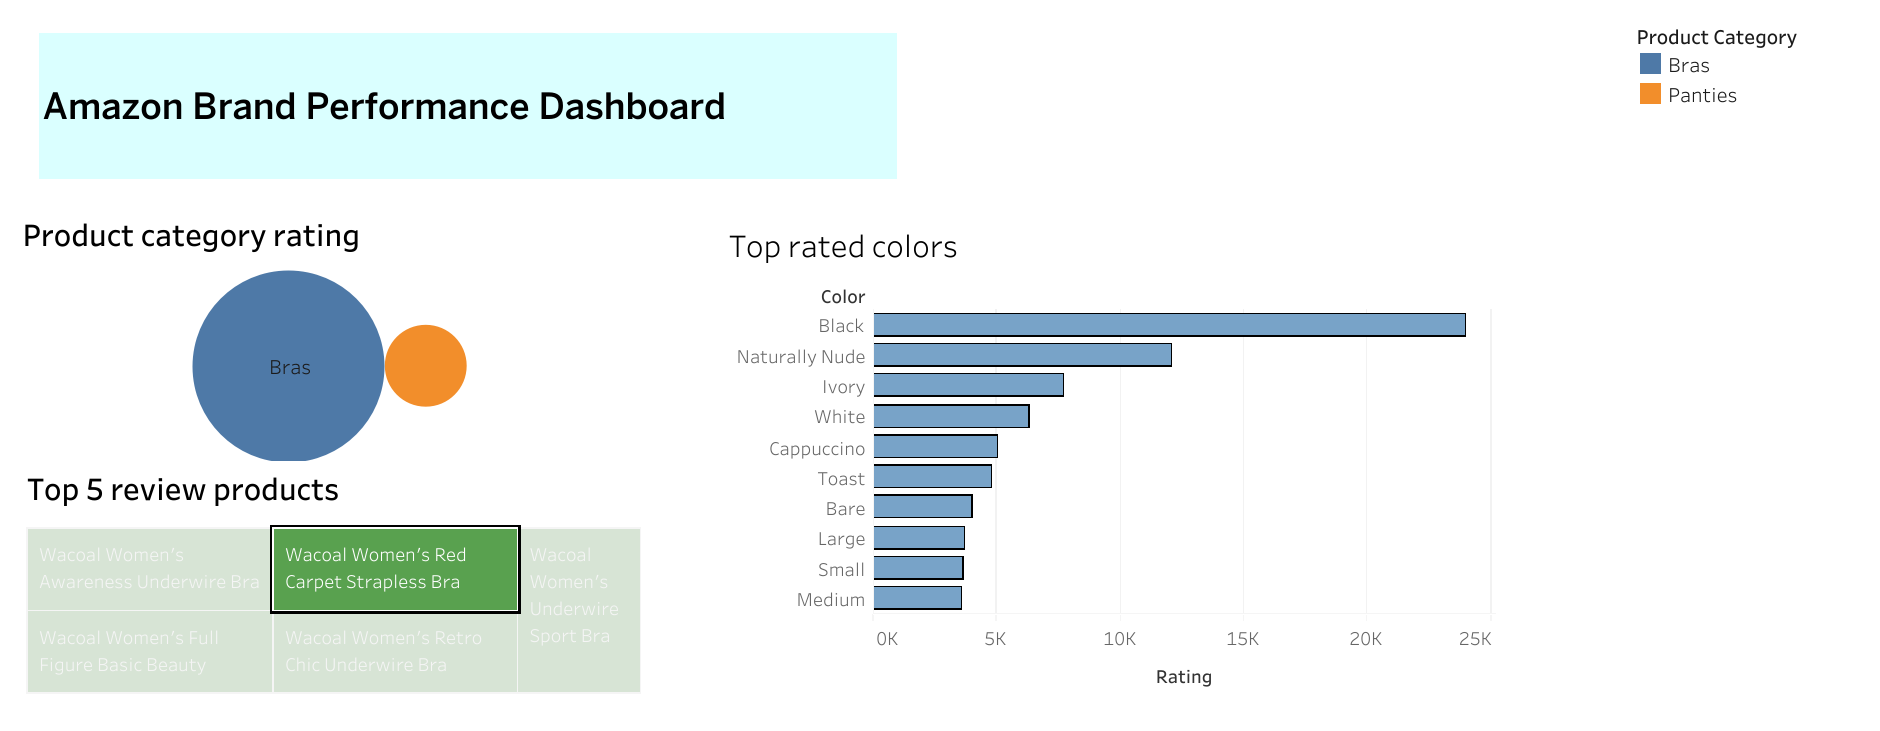 Amazon Brand Performance Dashboard
Product Category
Bras
Panties
Product category rating
Bras
Top 5 review products
Wacoal Women's
Awareness Underwire Bra
Wacoal Women's Red
Carpet Strapless Bra
Wacoal
Women's
Underwire
Sport Bra
Wacoal Women's Full
Figure Basic Beauty
Wacoal Women's Retro
Chic Underwire Bra
Top rated colors
Color
Black
Naturally Nude
Ivory
White
Cappuccino
Toast
Bare
Large
Small
Medium
0K 5K 10K 15K 20K 25K
Rating